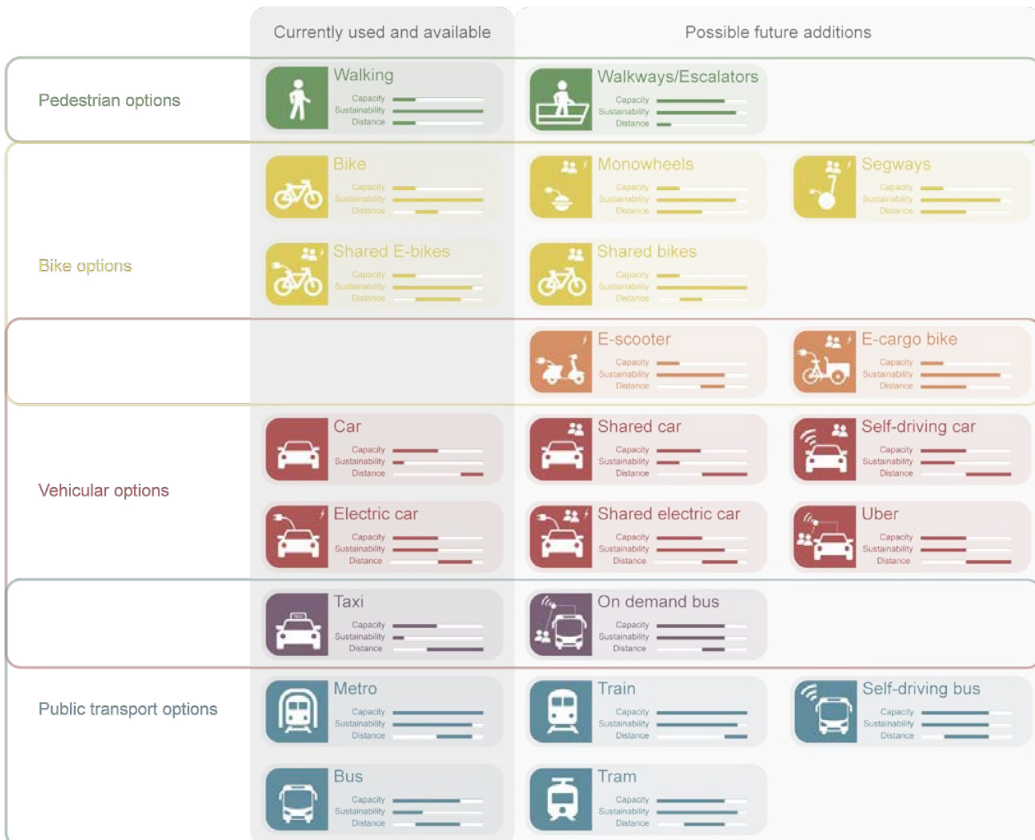 Currently used and available
Possible future additions
Pedestrian options
Walking
Capacity
Sustainability
Distance
Walkways/Escalators
Capacity
Sustainability
Distance
Bike options
Bike
Capacity
Sustainability
Distance
Monowheels
Capacity
Sustainability
Distance
Segways
Capacity
Sustainability
Distance
Shared E-bikes
Capacity
Sustainability
Distance
Shared bikes
Capacity
Sustainability
Distance
E-scooter
Capacity
Sustainability
Distance
E-cargo bike
Capacity
Sustainability
Distance
Vehicular options
Car
Capacity
Sustainability
Distance
Shared car
Capacity
Sustainability
Distance
Self-driving car
Capacity
Sustainability
Distance
Electric car
Capacity
Sustainability
Distance
Shared electric car
Capacity
Sustainability
Distance
Uber
Capacity
Sustainability
Distance
Taxi
Capacity
Sustainability
Distance
On demand bus
Capacity
Sustainability
Distance
Public transport options
Metro
Capacity
Sustainability
Distance
Train
Capacity
Sustainability
Distance
Self-driving bus
Capacity
Sustainability
Distance
Bus
Capacity
Sustainability
Distance
Tram
Capacity
Sustainability
Distance